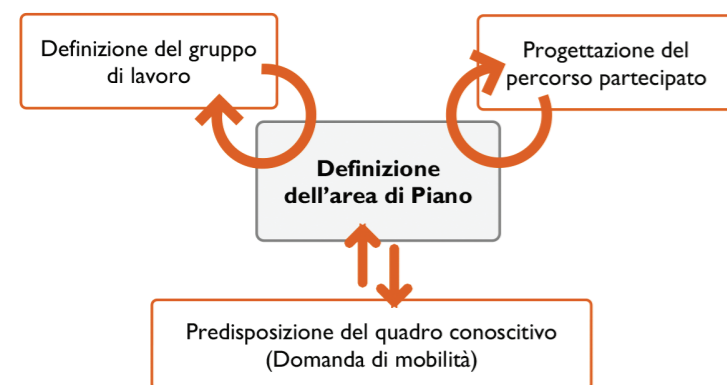 Definizione del gruppo
di lavoro
Progettazione del
percorso partecipato
Definizione
dell’area di Piano
Predisposizione del quadro conoscitivo
(Domanda di mobilità)